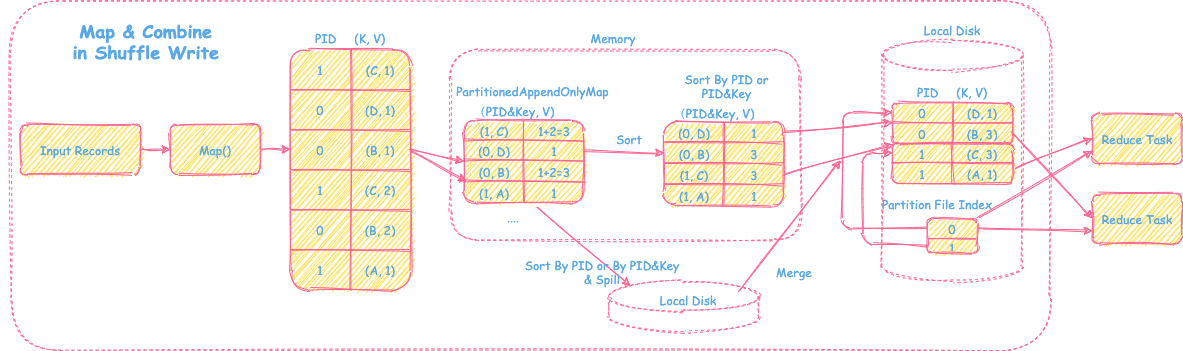 Map & Combine
in Shuffle Write
Input Records
Map()
PID (K, V)
1 (C, 1)
0 (D, 1)
0 (B, 1)
1 (C, 2)
0 (B, 2)
1 (A, 1)
Memory
PartitionedAppendOnlyMap
(PID&Key, V)
(1, C) 1+2=3
(0, D) 1
(0, B) 1+2=3
(1, A) 1
....
Sort
Sort By PID or
PID&Key
(PID&Key, V)
(0, D) 1
(0, B) 3
(1, C) 3
(1, A) 1
Sort By PID or By PID&Key
& Spill
Local Disk
Merge
Local Disk
PID (K, V)
0 (D, 1)
0 (B, 3)
1 (C, 3)
1 (A, 1)
Partition File Index
0
1
Reduce Task
Reduce Task